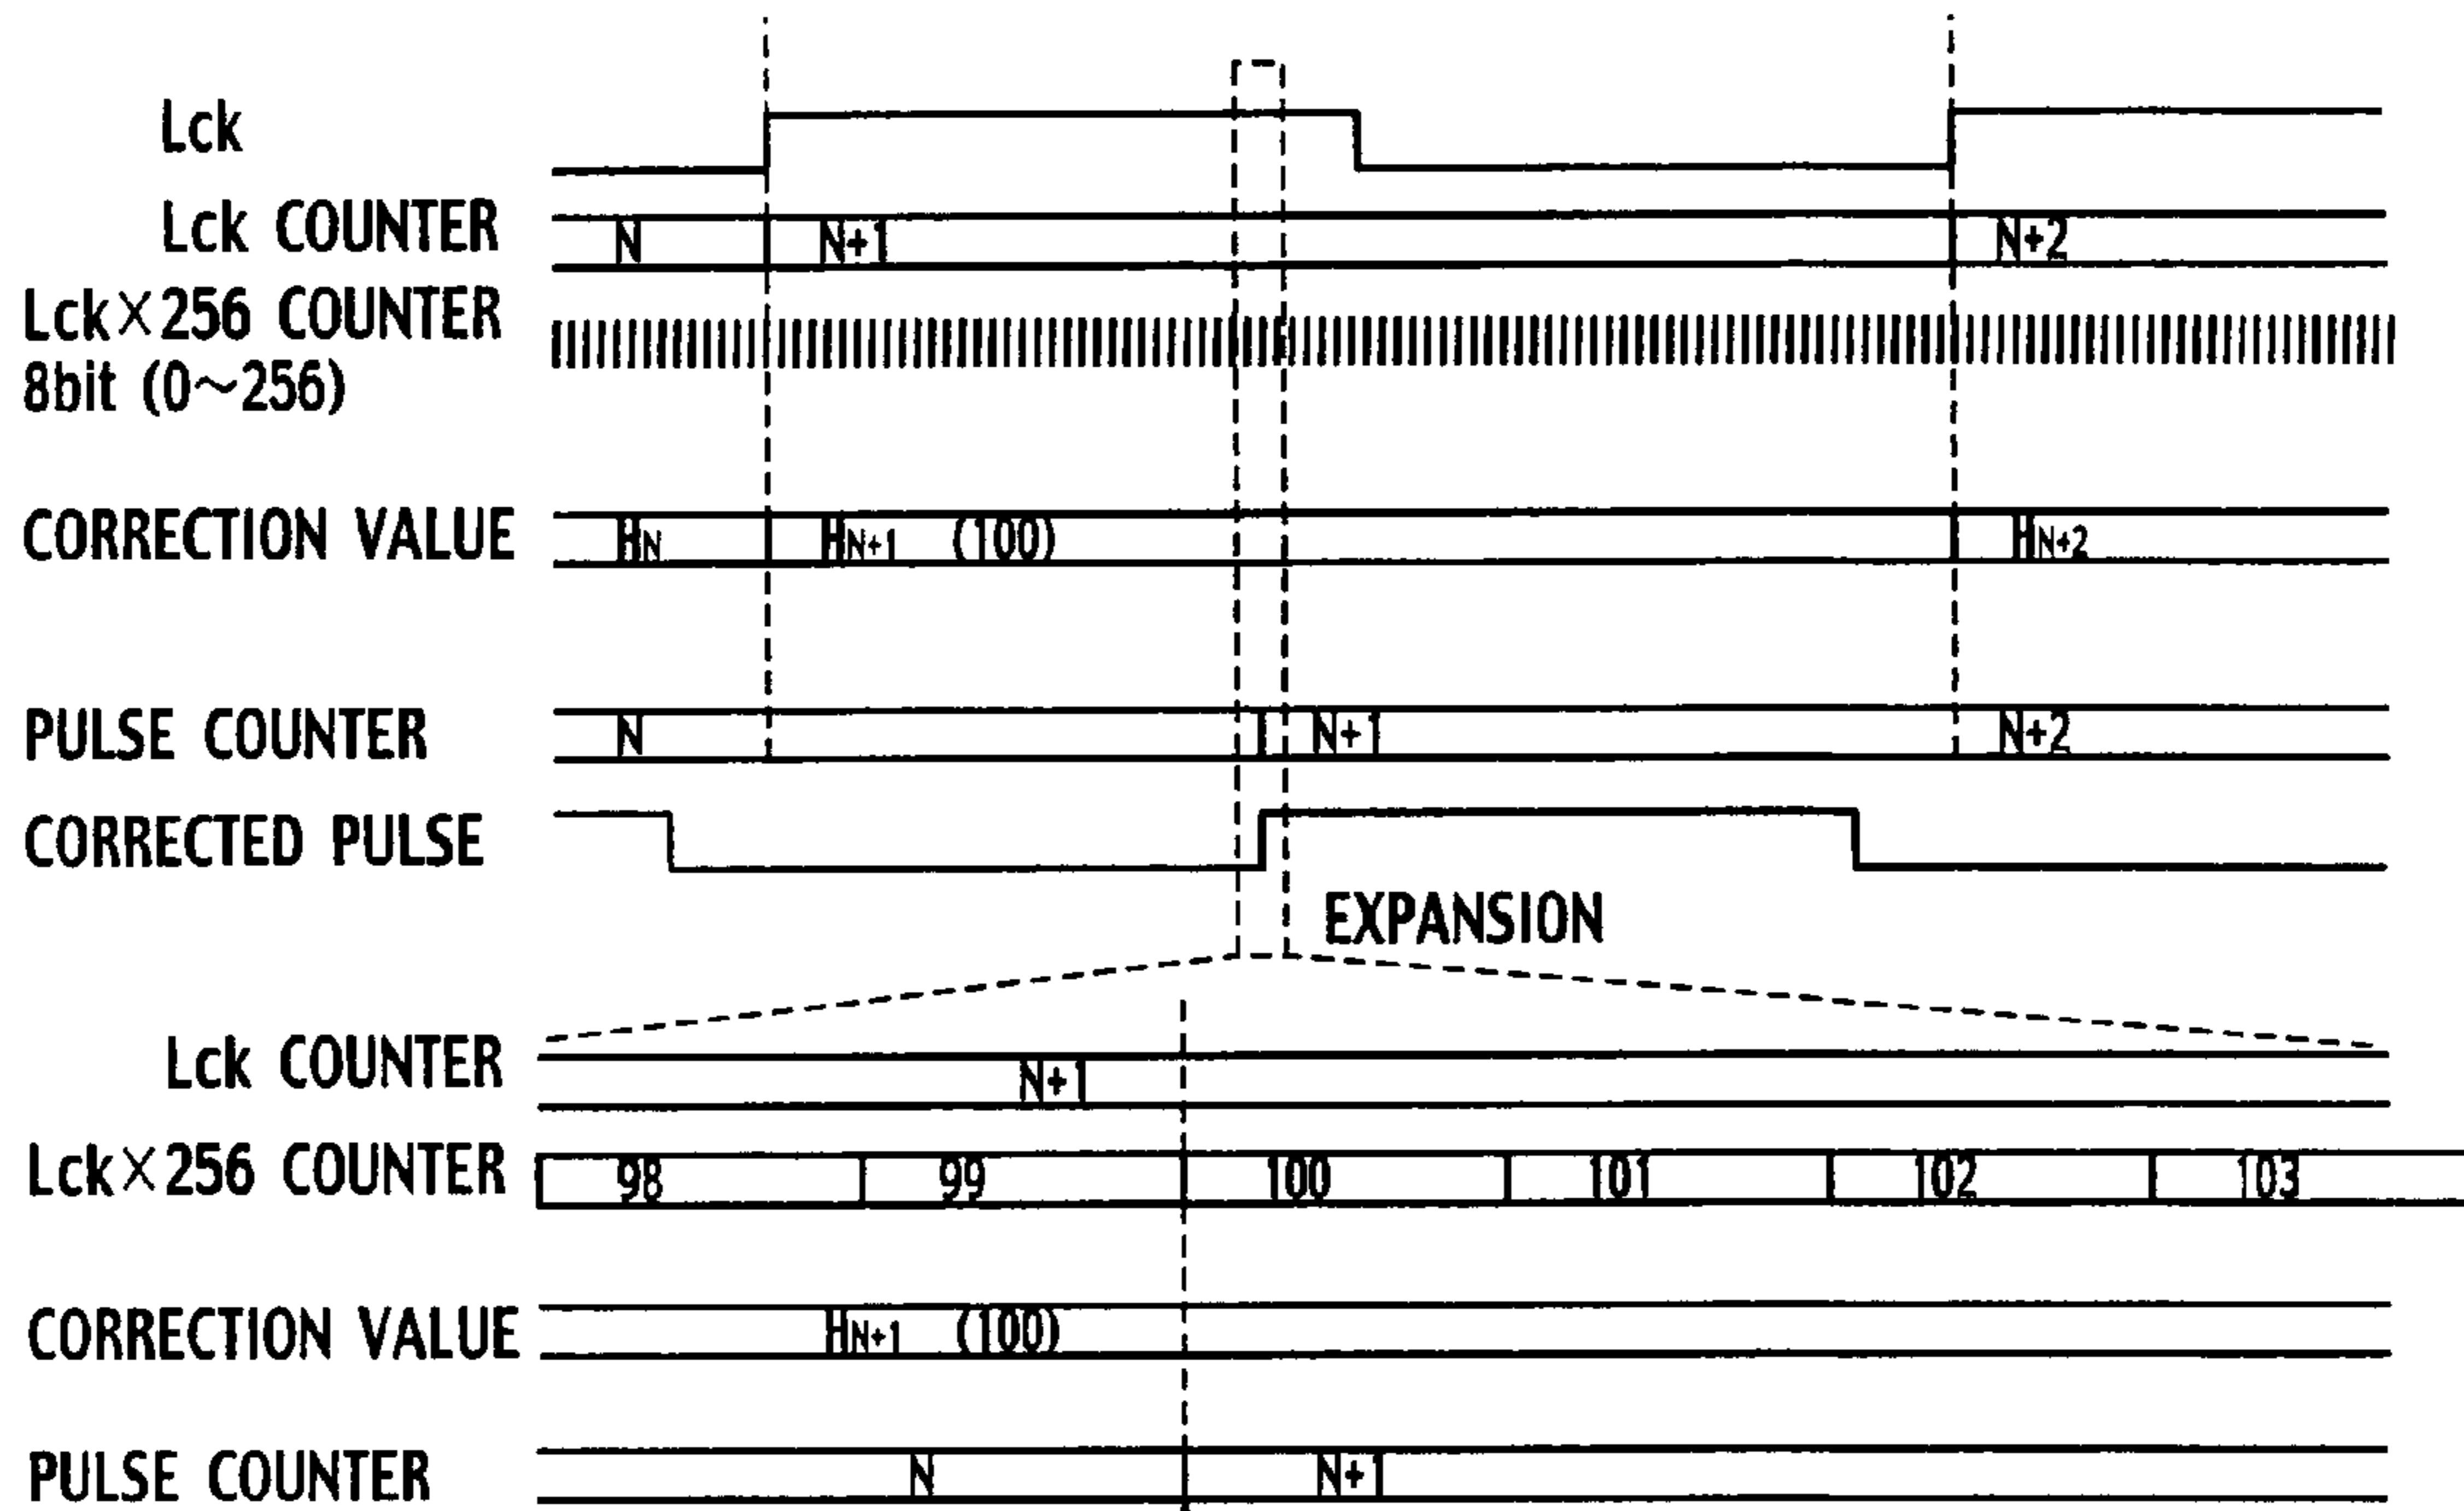 Lck
Lck COUNTER N N+1 N+2
Lck×256 COUNTER
8bit (0~256)
CORRECTION VALUE HN HN+1 (100) HN+2
PULSE COUNTER N N+1 N+2
CORRECTED PULSE
EXPANSION
Lck COUNTER N+1
Lck×256 COUNTER 98 99 100 101 102 103
CORRECTION VALUE HN+1 (100)
PULSE COUNTER N N+1